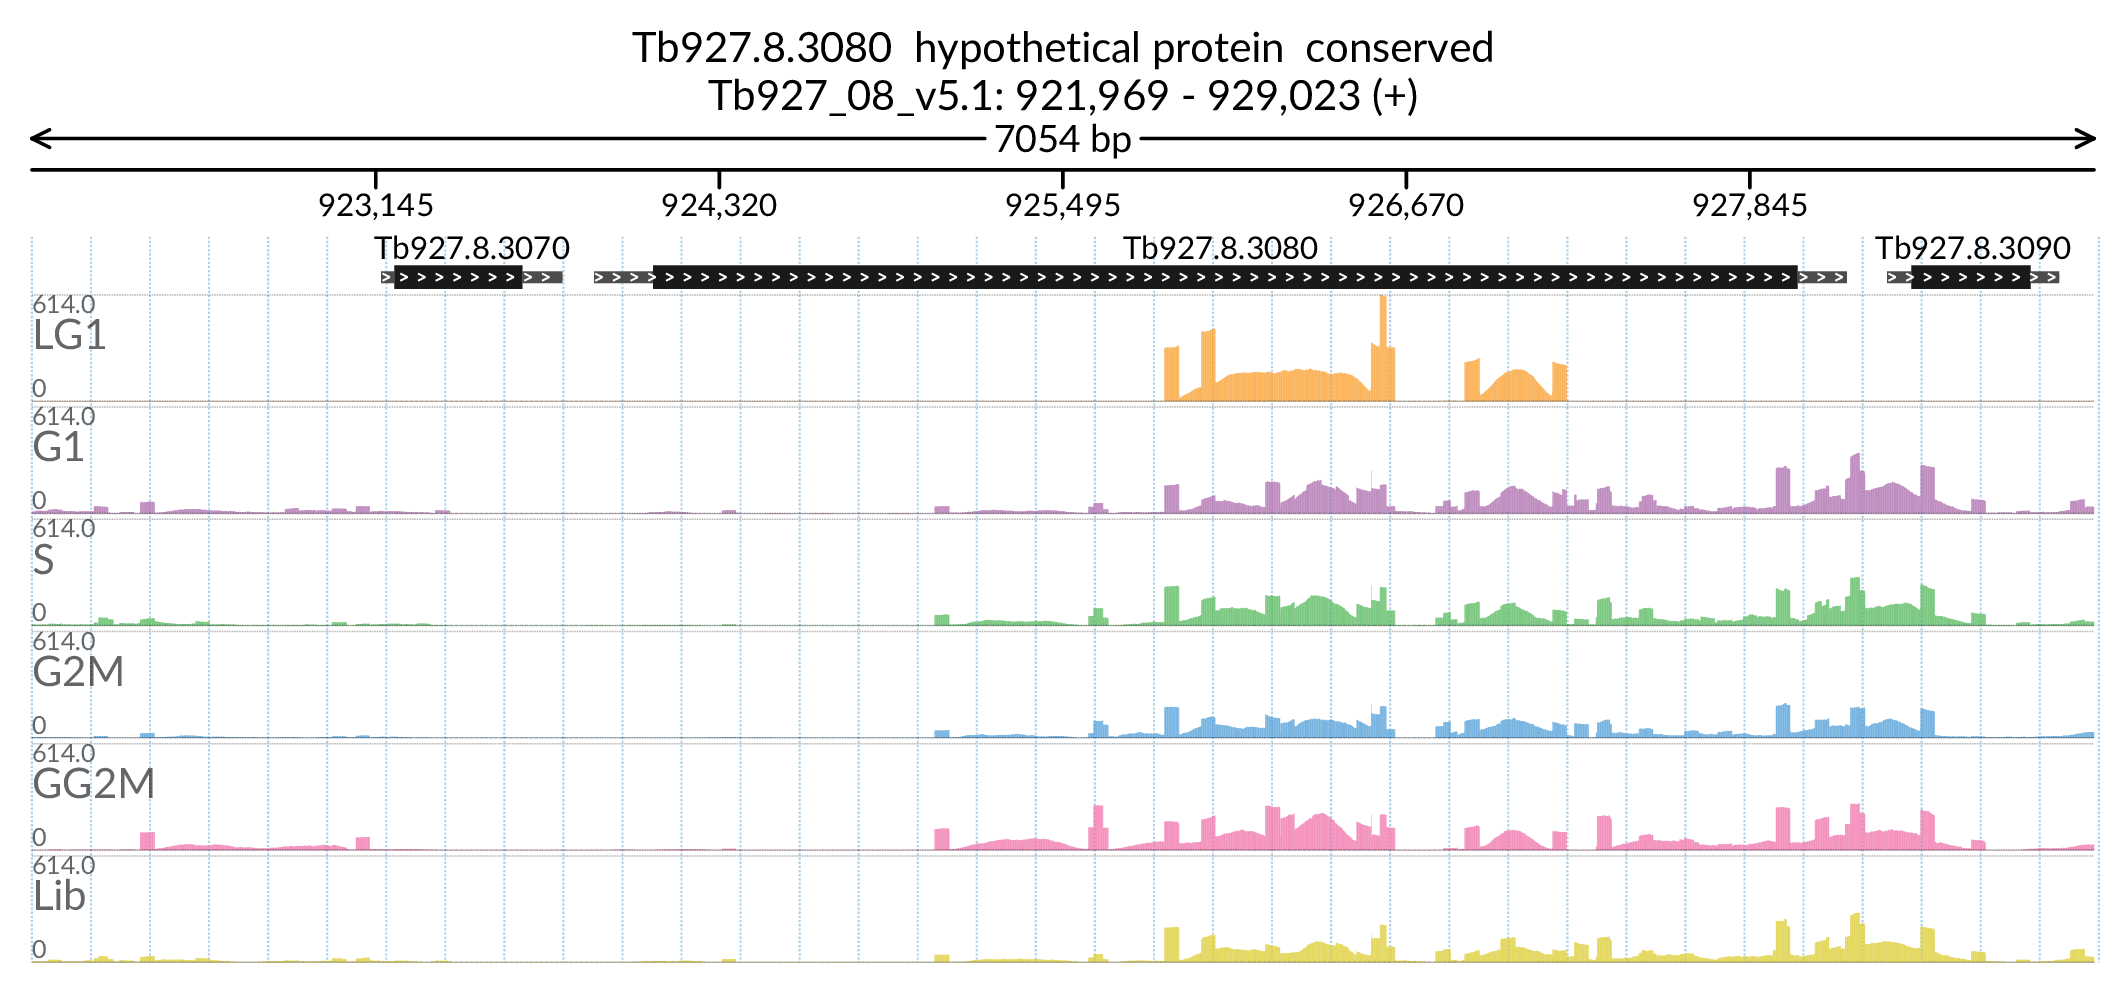 Tb927.8.3080  hypothetical protein  conserved
Tb927_08_v5.1: 921,969 - 929,023 (+)
7054 bp
923,145 924,320 925,495 926,670 927,845
Tb927.8.3070 Tb927.8.3080 Tb927.8.3090
614.0
LG1
0
614.0
G1
0
614.0
S
0
614.0
G2M
0
614.0
GG2M
0
614.0
Lib
0